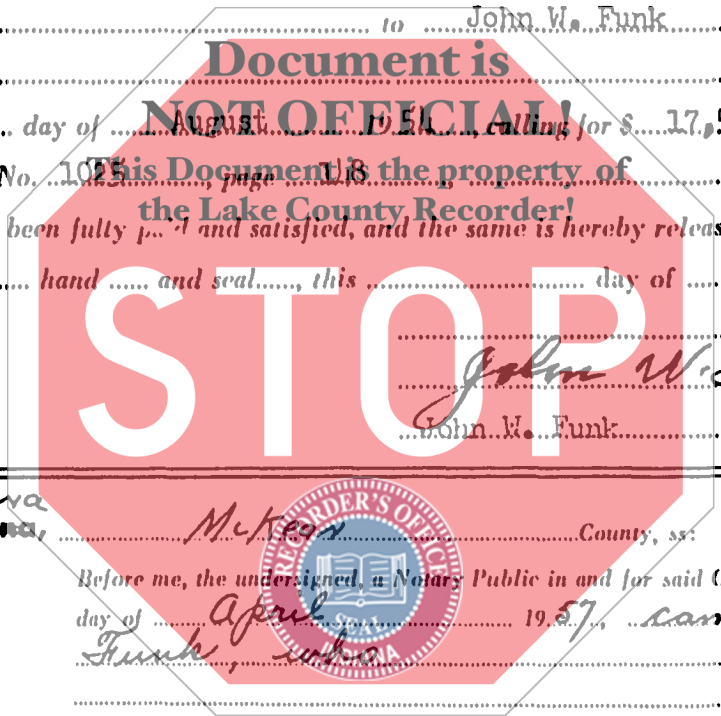 to John W. Funk
Document is
NOT OFFICIAL!
day of August 1954, calling for $ 17,
No. 1025, page 118
This Document is the property of
the Lake County Recorder!
been fully paid and satisfied, and the same is hereby releas
hand and seal, this day of
STOP
John W.
John W. Funk
McKean County, ss:
RECORDER'S OFFICE
Before me, the undersigned, a Notary Public in and for said C
day of April 1957, cam
SEAL
Funk, who
INDIANA